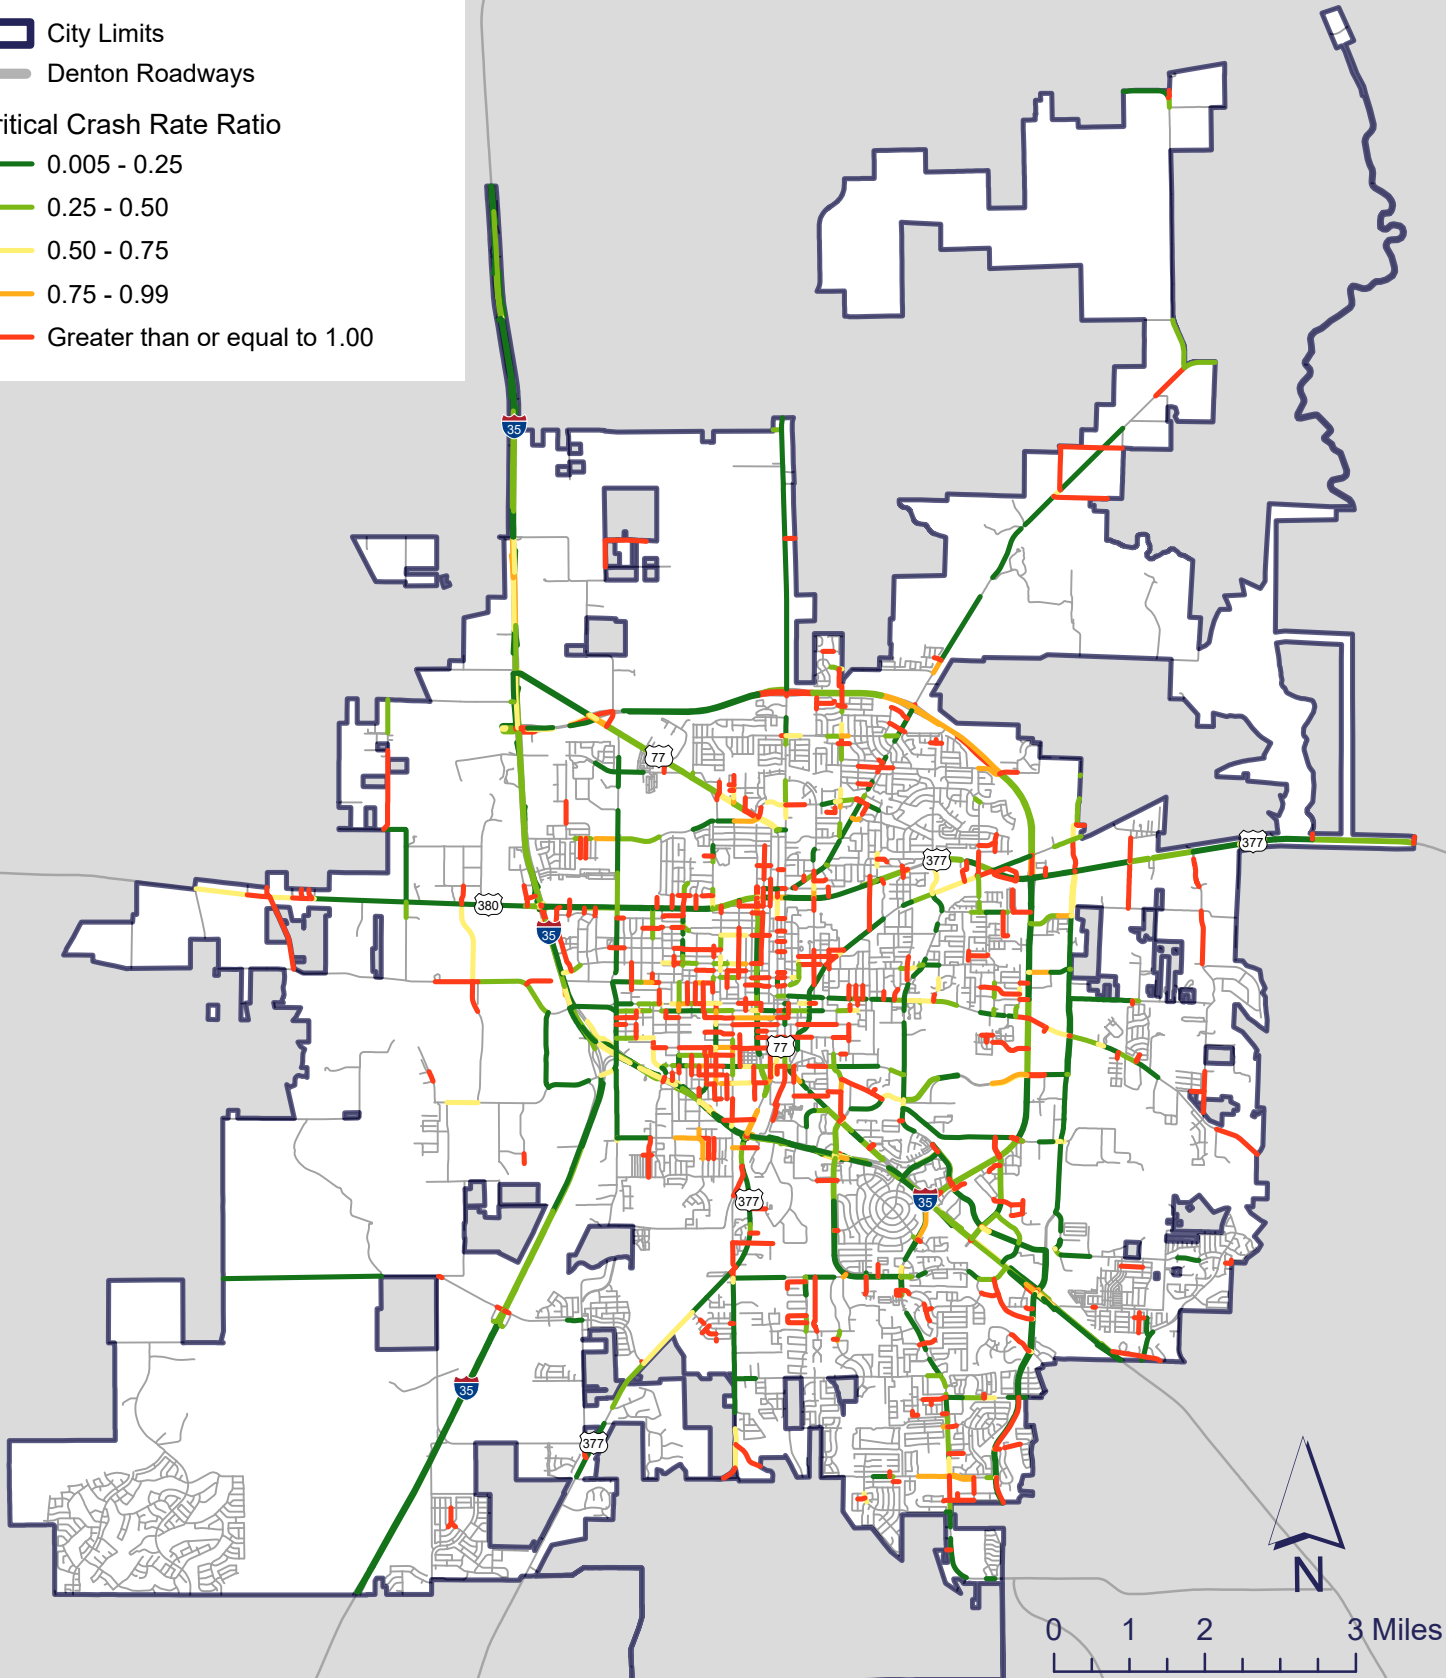 City Limits
Denton Roadways
ritical Crash Rate Ratio
0.005 - 0.25
0.25 - 0.50
0.50 - 0.75
0.75 - 0.99
Greater than or equal to 1.00
35
77
377
377
380
35
77
377
35
35
377
N
0 1 2 3 Miles